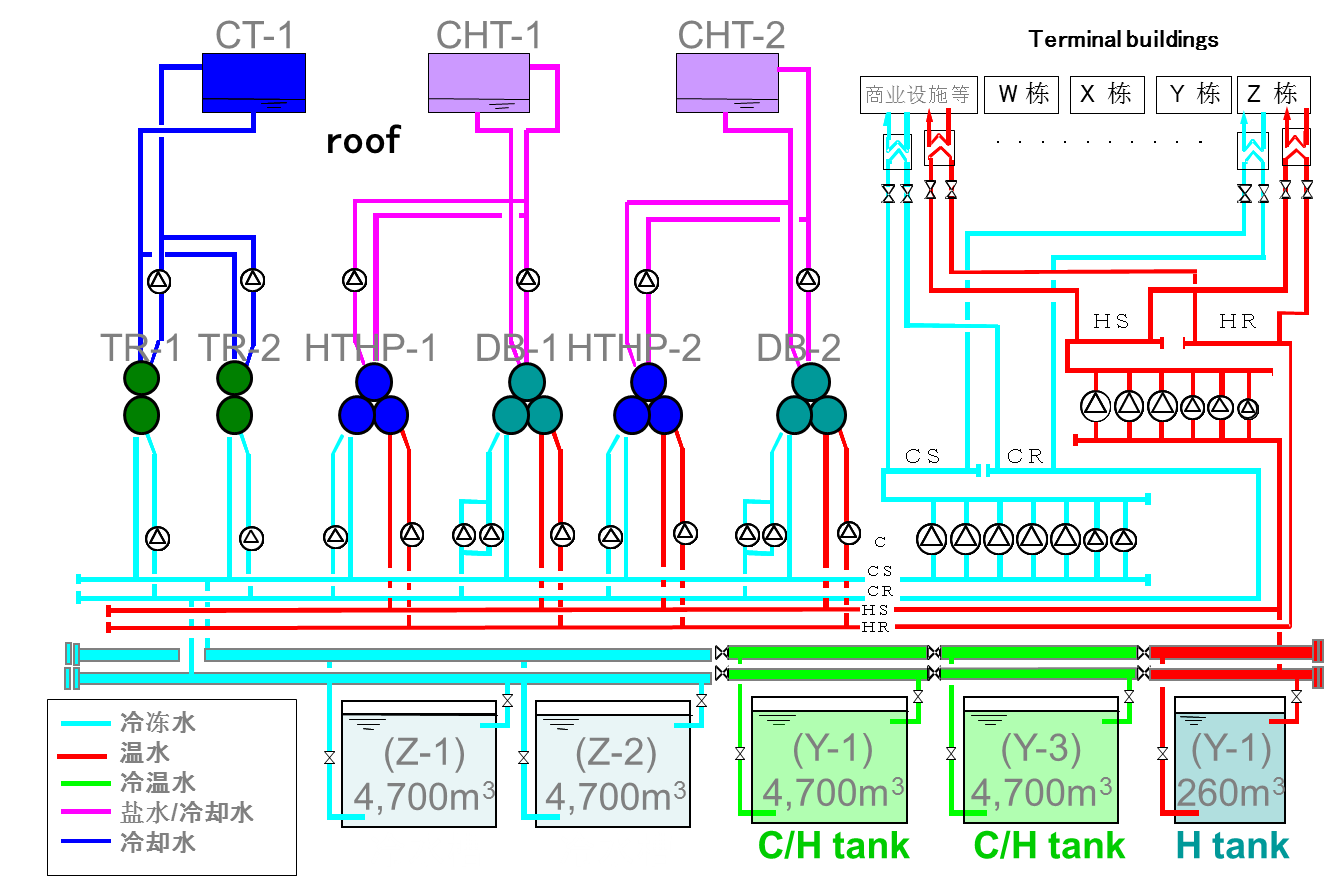 CT-1
CHT-1
CHT-2
Terminal buildings
商业设施等
W 栋
X 栋
Y 栋
Z 栋
roof
· · · · · · · · · ·
TR-1
TR-2
HTHP-1
DB-1
HTHP-2
DB-2
HS
HR
CS
CR
C
CS
CR
HS
HR
冷冻水
温水
冷温水
盐水/冷却水
冷却水
(Z-1)
4,700m³
(Z-2)
4,700m³
(Y-1)
4,700m³
(Y-3)
4,700m³
(Y-1)
260m³
C/H tank
C/H tank
H tank